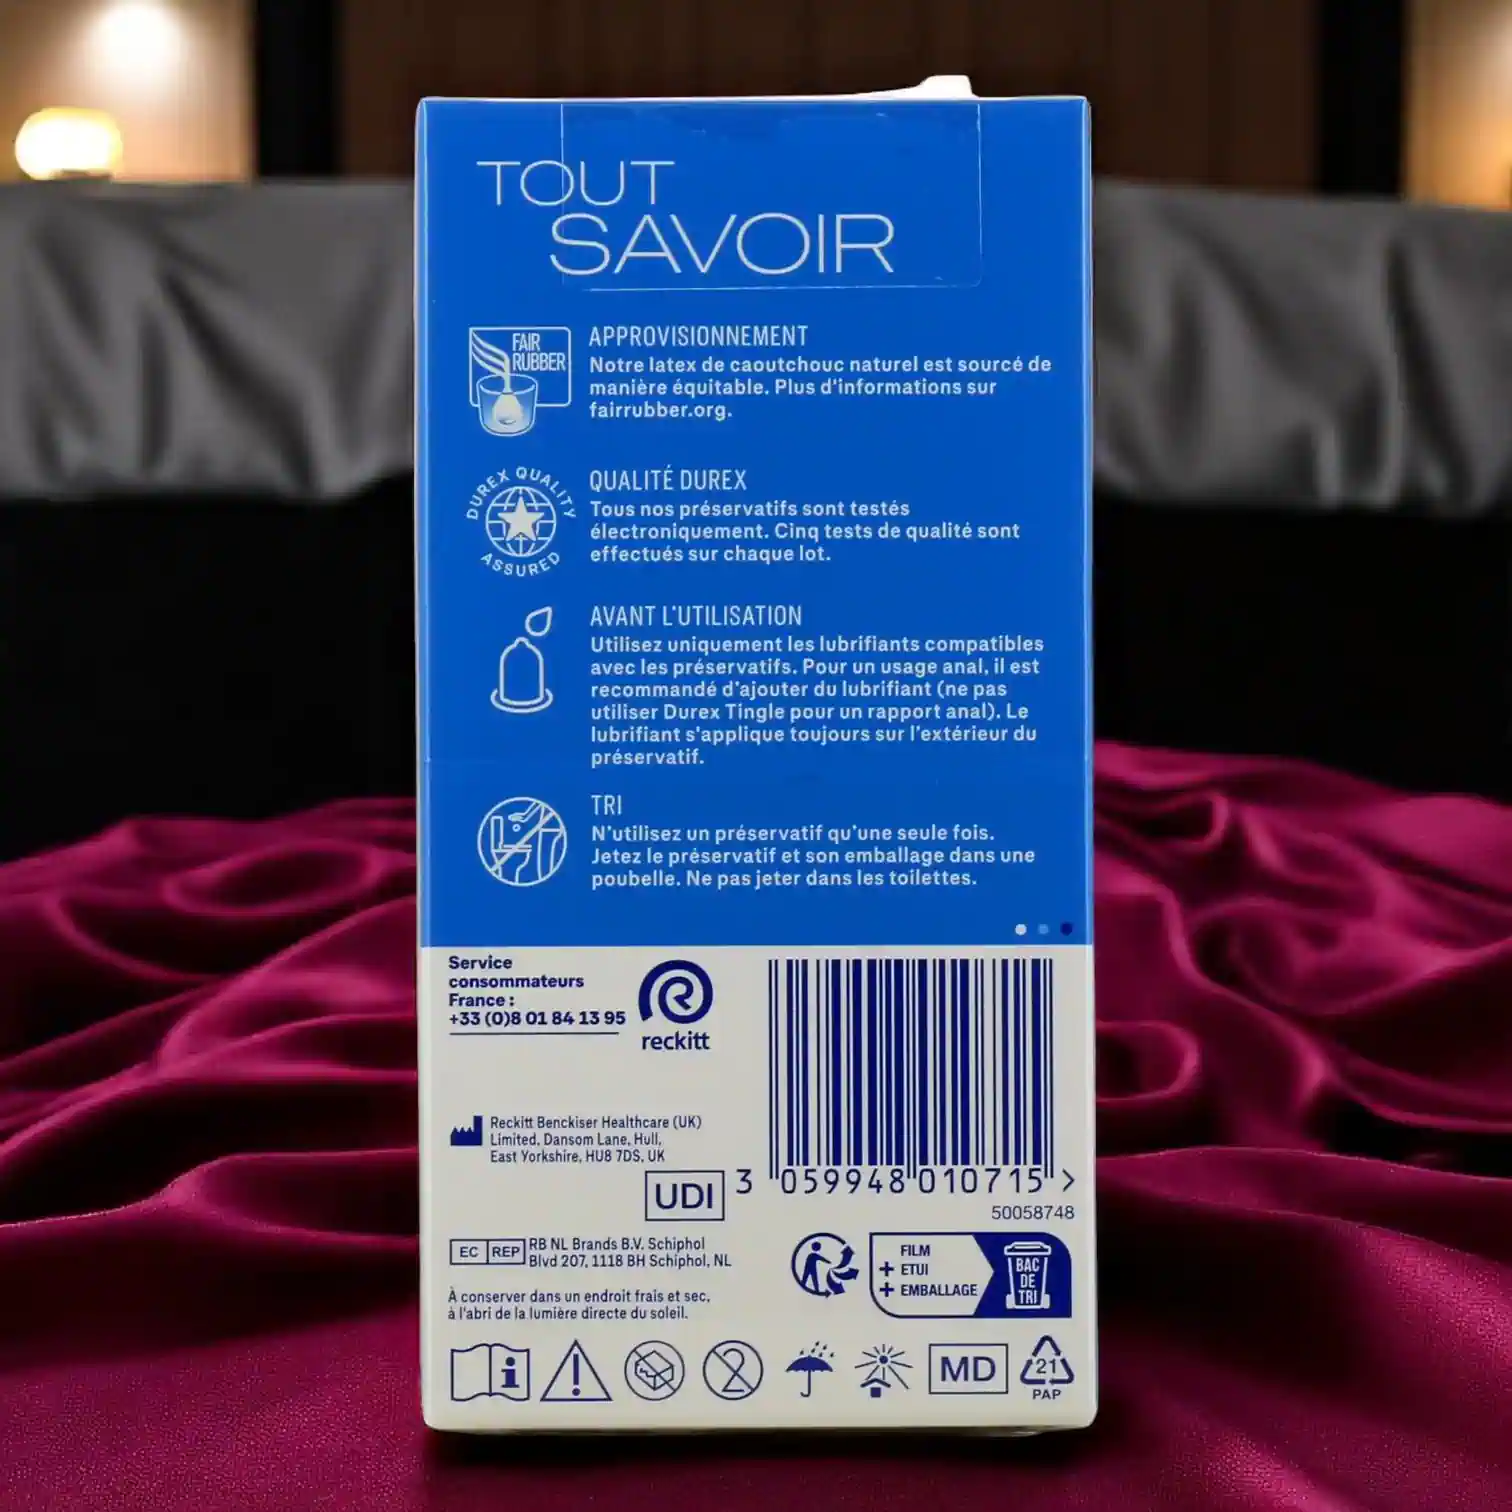 TOUT
SAVOIR
FAIR
RUBBER
APPROVISIONNEMENT
Notre latex de caoutchouc naturel est sourcé de
manière équitable. Plus d'informations sur
fairrubber.org.
DUREX QUALITY
ASSURED
QUALITÉ DUREX
Tous nos préservatifs sont testés
électroniquement. Cinq tests de qualité sont
effectués sur chaque lot.
AVANT L'UTILISATION
Utilisez uniquement les lubrifiants compatibles
avec les préservatifs. Pour un usage anal, il est
recommandé d'ajouter du lubrifiant (ne pas
utiliser Durex Tingle pour un rapport anal). Le
lubrifiant s'applique toujours sur l'extérieur du
préservatif.
TRI
N'utilisez un préservatif qu'une seule fois.
Jetez le préservatif et son emballage dans une
poubelle. Ne pas jeter dans les toilettes.
Service
consommateurs
France :
+33 (0)8 01 84 13 95
reckitt
Reckitt Benckiser Healthcare (UK)
Limited, Dansom Lane, Hull,
East Yorkshire, HU8 7DS, UK
UDI
3 059948 010715 >
50058748
EC REP
RB NL Brands B.V. Schiphol
Blvd 207, 1118 BH Schiphol, NL
FILM
+ ETUI
+ EMBALLAGE
BAC
DE
TRI
À conserver dans un endroit frais et sec,
à l'abri de la lumière directe du soleil.
i
2
MD
21
PAP